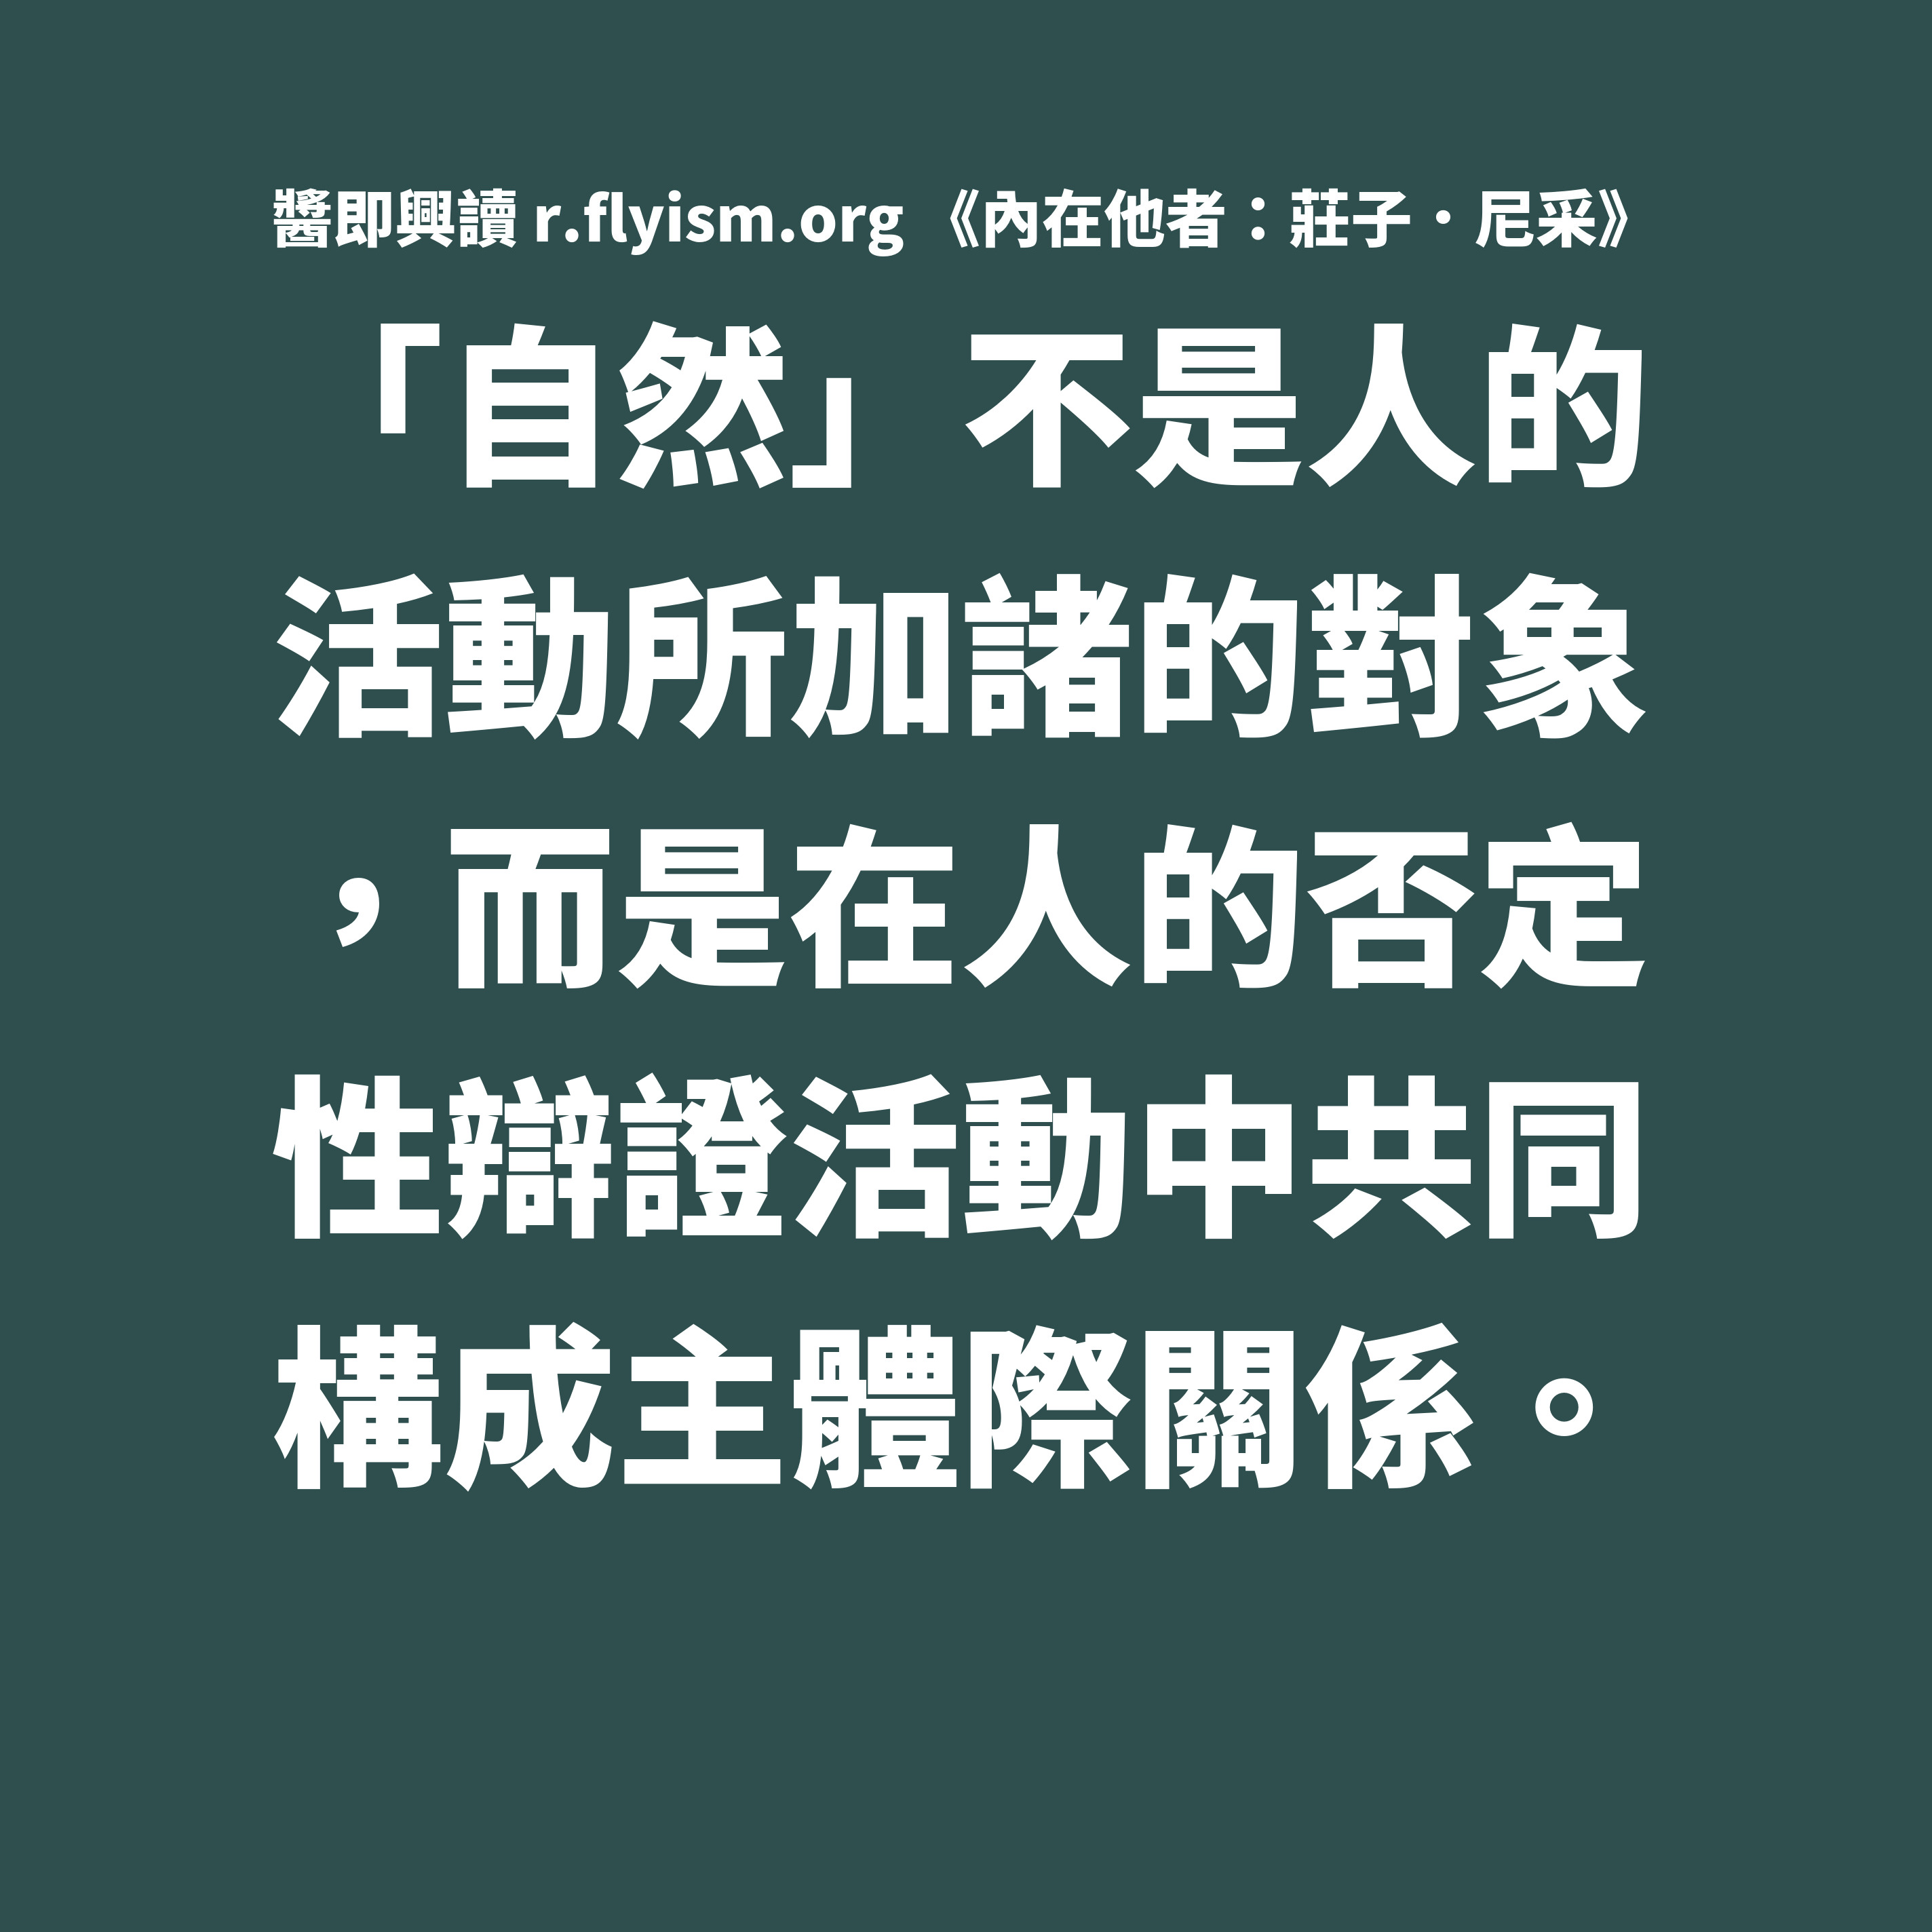 豁即興閱讀 r.flyism.org 《內在他者：莊子·尼采》
「自然」不是人的
活動所加諸的對象
，而是在人的否定
性辯證活動中共同
構成主體際關係。